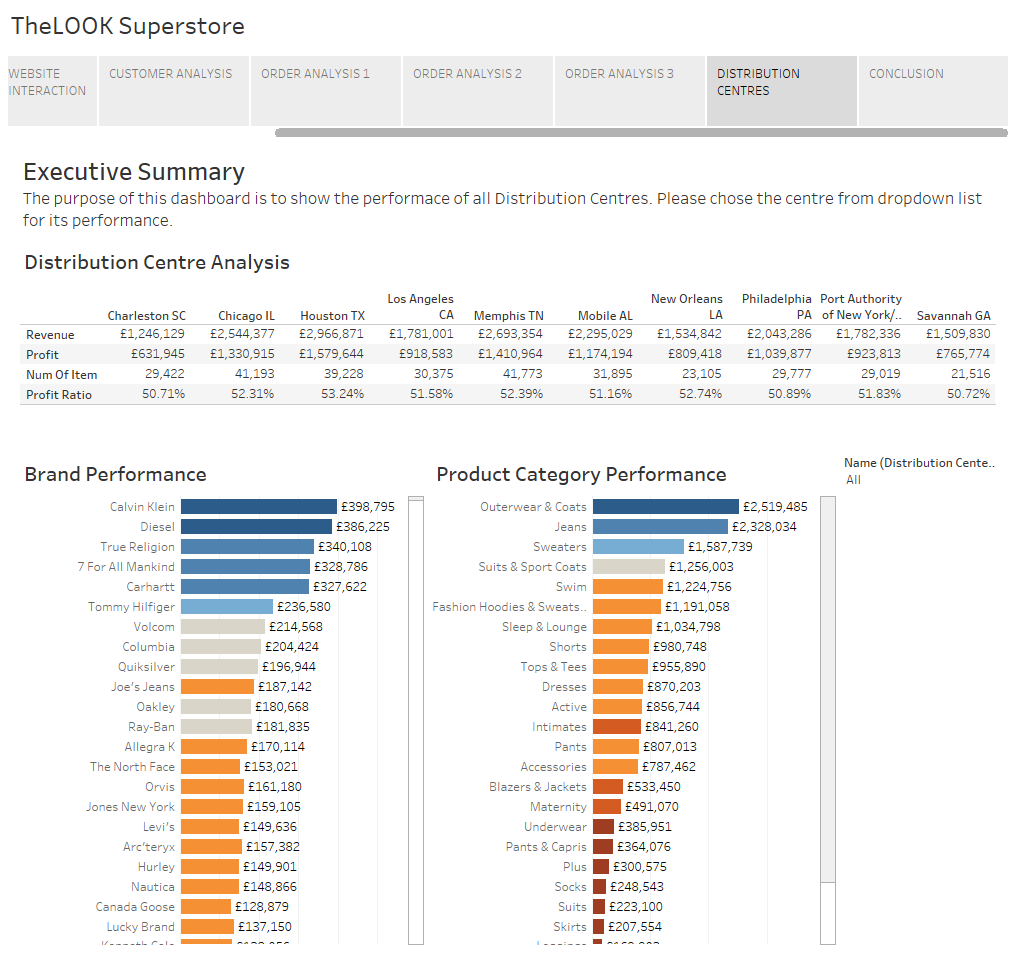 TheLOOK Superstore
WEBSITE INTERACTION
CUSTOMER ANALYSIS
ORDER ANALYSIS 1
ORDER ANALYSIS 2
ORDER ANALYSIS 3
DISTRIBUTION CENTRES
CONCLUSION
Executive Summary
The purpose of this dashboard is to show the performace of all Distribution Centres. Please chose the centre from dropdown list
for its performance.
Distribution Centre Analysis
Charleston SC Chicago IL Houston TX Los Angeles CA Memphis TN Mobile AL New Orleans LA Philadelphia PA Port Authority of New York/.. Savannah GA
Revenue £1,246,129 £2,544,377 £2,966,871 £1,781,001 £2,693,354 £2,295,029 £1,534,842 £2,043,286 £1,782,336 £1,509,830
Profit £631,945 £1,330,915 £1,579,644 £918,583 £1,410,964 £1,174,194 £809,418 £1,039,877 £923,813 £765,774
Num Of Item 29,422 41,193 39,228 30,375 41,773 31,895 23,105 29,777 29,019 21,516
Profit Ratio 50.71% 52.31% 53.24% 51.58% 52.39% 51.16% 52.74% 50.89% 51.83% 50.72%
Brand Performance
Calvin Klein £398,795
Diesel £386,225
True Religion £340,108
7 For All Mankind £328,786
Carhartt £327,622
Tommy Hilfiger £236,580
Volcom £214,568
Columbia £204,424
Quiksilver £196,944
Joe's Jeans £187,142
Oakley £180,668
Ray-Ban £181,835
Allegra K £170,114
The North Face £153,021
Orvis £161,180
Jones New York £159,105
Levi's £149,636
Arc'teryx £157,382
Hurley £149,901
Nautica £148,866
Canada Goose £128,879
Lucky Brand £137,150
Product Category Performance
Outerwear & Coats £2,519,485
Jeans £2,328,034
Sweaters £1,587,739
Suits & Sport Coats £1,256,003
Swim £1,224,756
Fashion Hoodies & Sweats.. £1,191,058
Sleep & Lounge £1,034,798
Shorts £980,748
Tops & Tees £955,890
Dresses £870,203
Active £856,744
Intimates £841,260
Pants £807,013
Accessories £787,462
Blazers & Jackets £533,450
Maternity £491,070
Underwear £385,951
Pants & Capris £364,076
Plus £300,575
Socks £248,543
Suits £223,100
Skirts £207,554
Name (Distribution Cente..
All